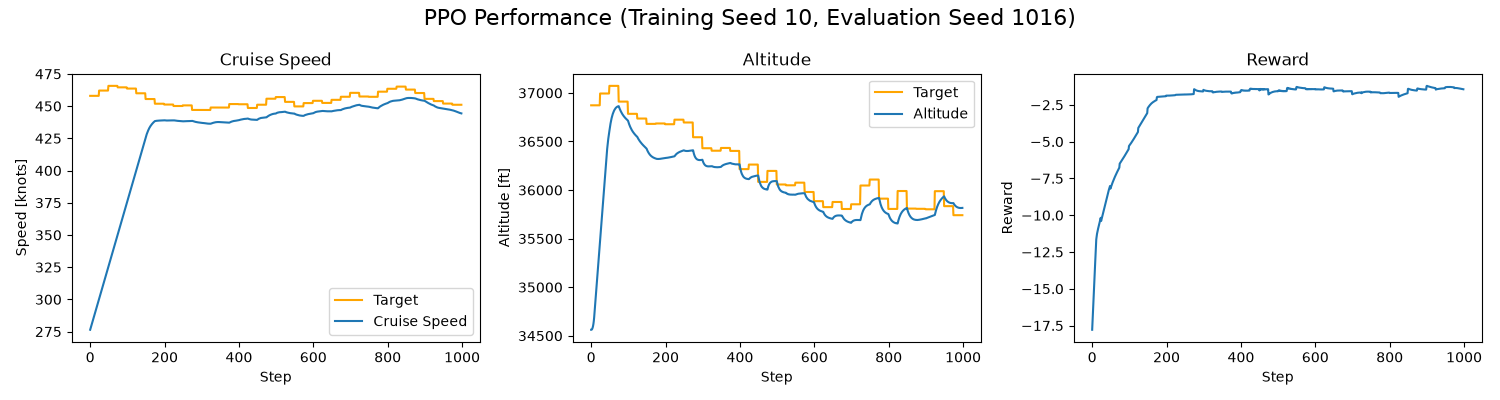 PPO Performance (Training Seed 10, Evaluation Seed 1016)
Cruise Speed
475
450
425
400
375
350
325
300
275
Speed [knots]
Target
Cruise Speed
0
200
400
600
800
1000
Step
Altitude
37000
36500
36000
35500
35000
34500
Altitude [ft]
Target
Altitude
0
200
400
600
800
1000
Step
Reward
−2.5
−5.0
−7.5
−10.0
−12.5
−15.0
−17.5
Reward
0
200
400
600
800
1000
Step